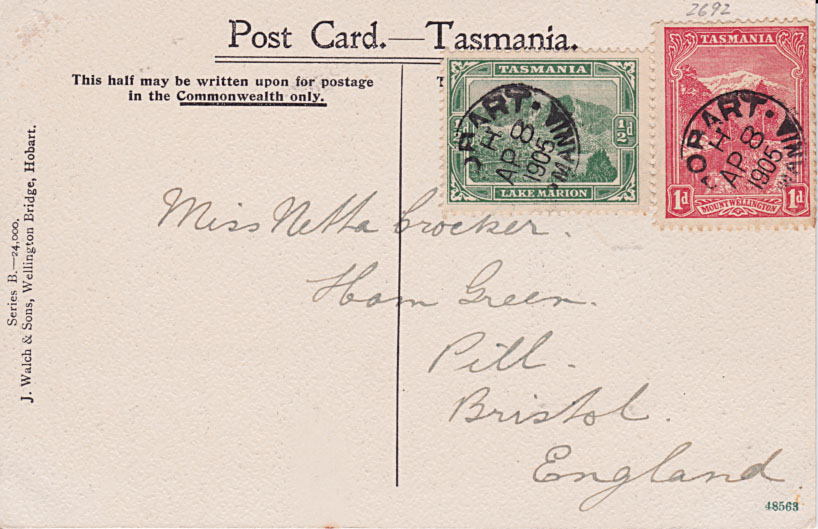 2692
Post Card.—Tasmania.
This half may be written upon for postage
in the Commonwealth only.
T
TASMANIA
½d
LAKE MARION
HOBART
H
AP 8
1905
TASMANIA
1d 1d
MOUNT WELLINGTON
HOBART
H
AP 8
1905
Miss Netta Crocker.
Ham Green.
Pill.
Bristol.
England.
Series B.—24,000.
J. Walch & Sons, Wellington Bridge, Hobart.
48563